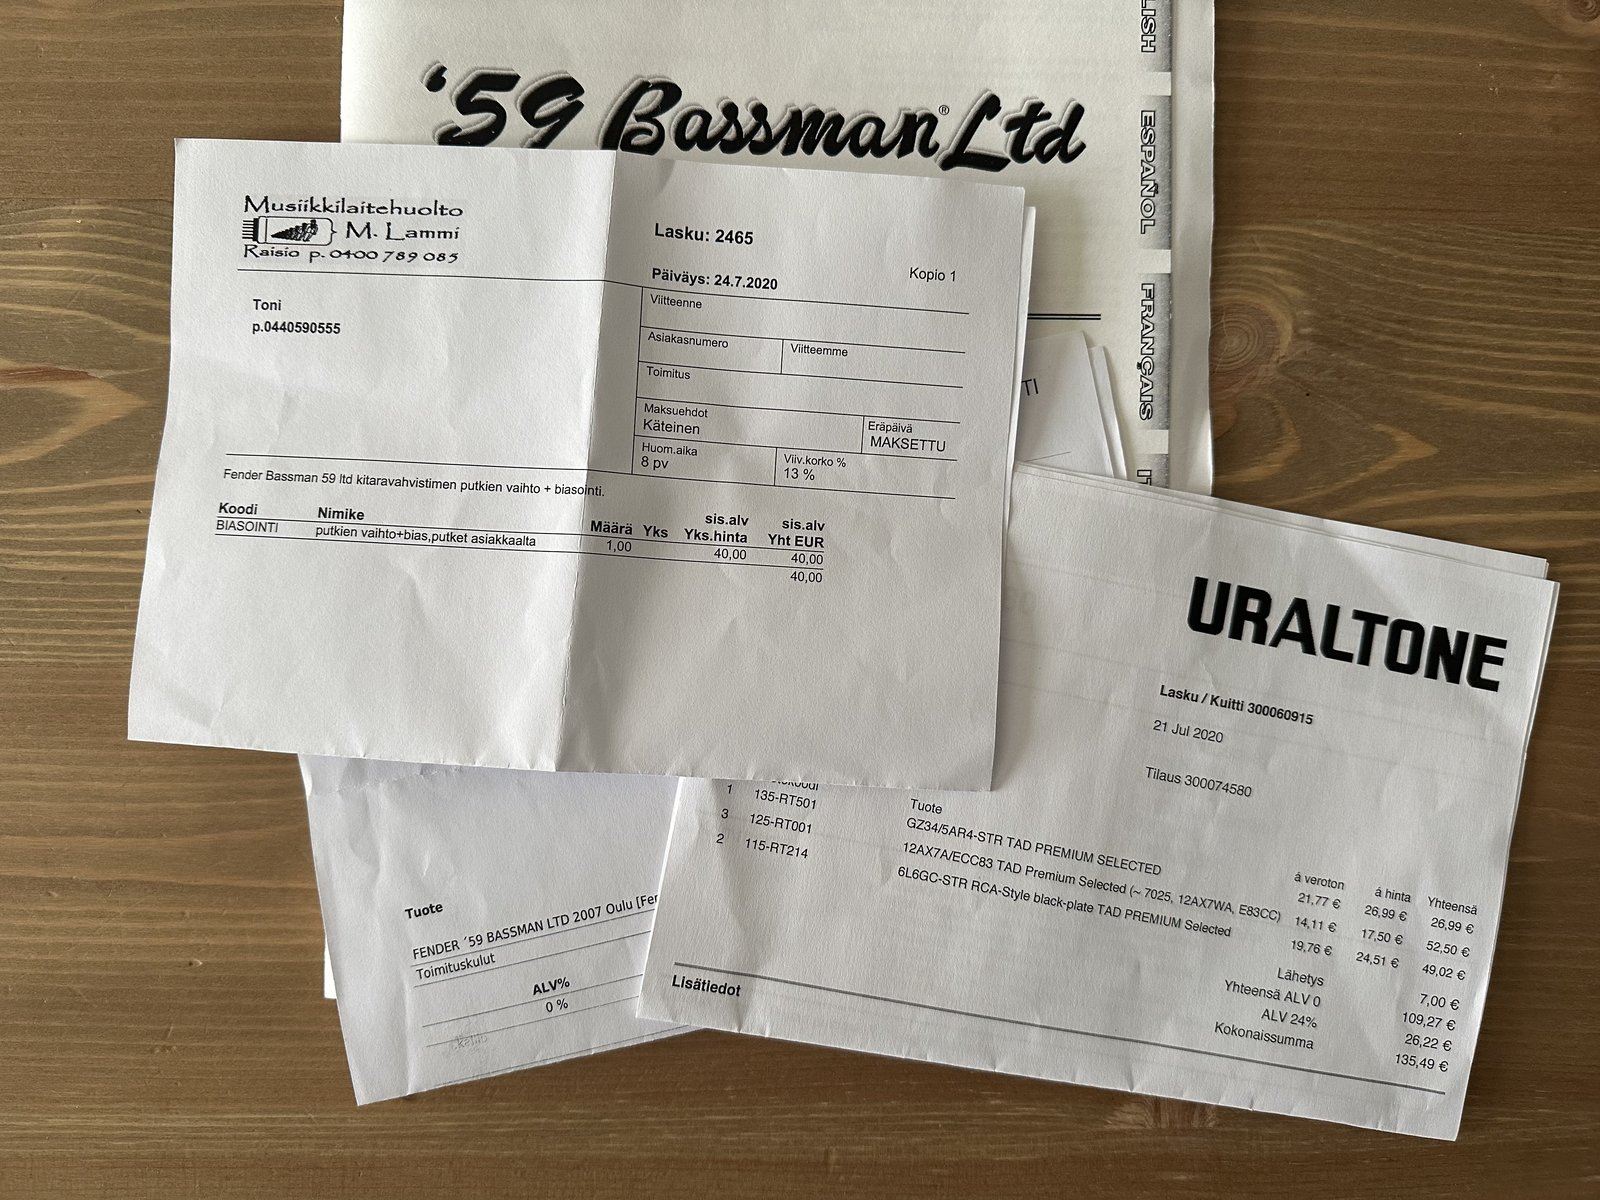 '59 Bassman® Ltd
LISH
ESPAÑOL
FRANÇAIS
IT
TI
Musiikkilaitehuolto
M. Lammi
Raisio p. 0400 789 085
Lasku: 2465
Kopio 1
Päiväys: 24.7.2020
Toni
p.0440590555
Viitteenne
Asiakasnumero
Viitteemme
Toimitus
Maksuehdot
Käteinen
Eräpäivä
MAKSETTU
Huom.aika
8 pv
Viiv.korko %
13 %
Fender Bassman 59 ltd kitaravahvistimen putkien vaihto + biasointi.
Koodi Nimike Määrä Yks sis.alv Yks.hinta sis.alv Yht EUR
BIASOINTI putkien vaihto+bias,putket asiakkaalta 1,00 40,00 40,00
40,00
URALTONE
Lasku / Kuitti 300060915
21 Jul 2020
Tilaus 300074580
Tuote á veroton á hinta Yhteensä
1 135-RT501 GZ34/5AR4-STR TAD PREMIUM SELECTED 21,77 € 26,99 € 26,99 €
3 125-RT001 12AX7A/ECC83 TAD Premium Selected (~ 7025, 12AX7WA, E83CC) 14,11 € 17,50 € 52,50 €
2 115-RT214 6L6GC-STR RCA-Style black-plate TAD PREMIUM Selected 19,76 € 24,51 € 49,02 €
Lähetys 7,00 €
Yhteensä ALV 0 109,27 €
ALV 24% 26,22 €
Kokonaissumma 135,49 €
Lisätiedot
Tuote
FENDER ´59 BASSMAN LTD 2007 Oulu [Fer
Toimituskulut
ALV%
0 %